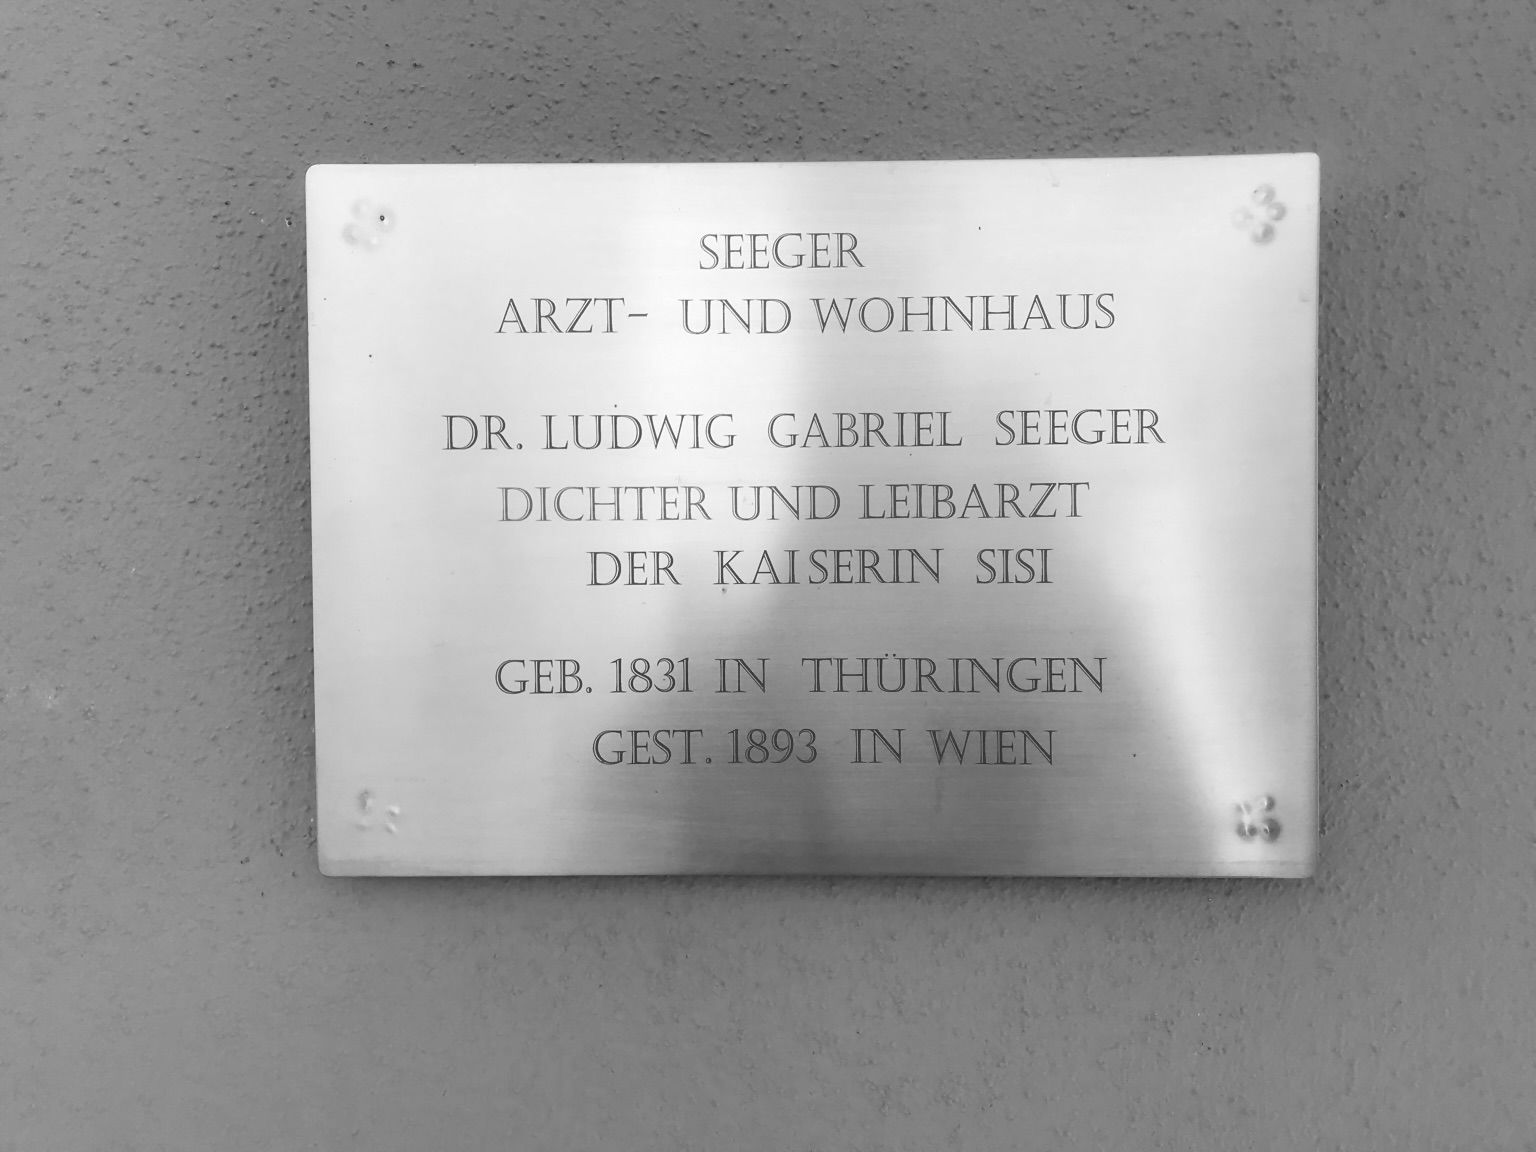 SEEGER
ARZT- UND WOHNHAUS
DR. LUDWIG GABRIEL SEEGER
DICHTER UND LEIBARZT
DER KAISERIN SISI
GEB. 1831 IN THÜRINGEN
GEST. 1893 IN WIEN